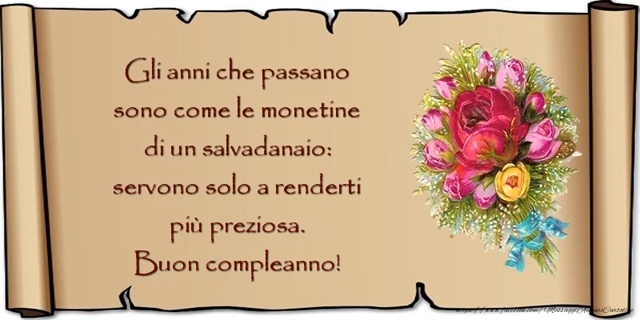 Gli anni che passano
sono come le monetine
di un salvadanaio:
servono solo a renderti
più preziosa.
Buon compleanno!